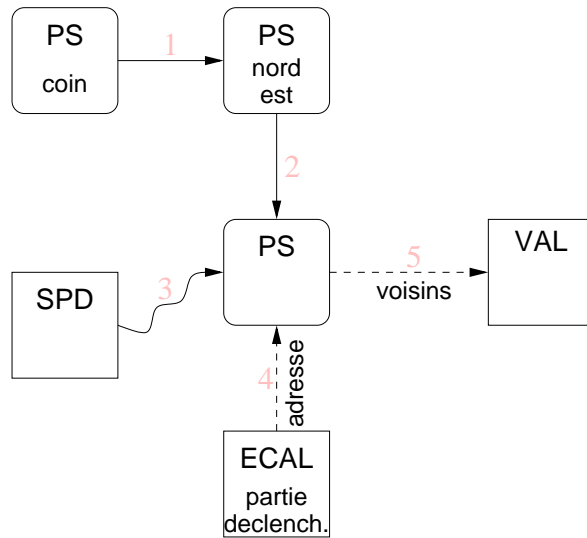 PS
coin
1
PS
nord
est
2
SPD
3
PS
5
voisins
VAL
4
adresse
ECAL
partie
declench.